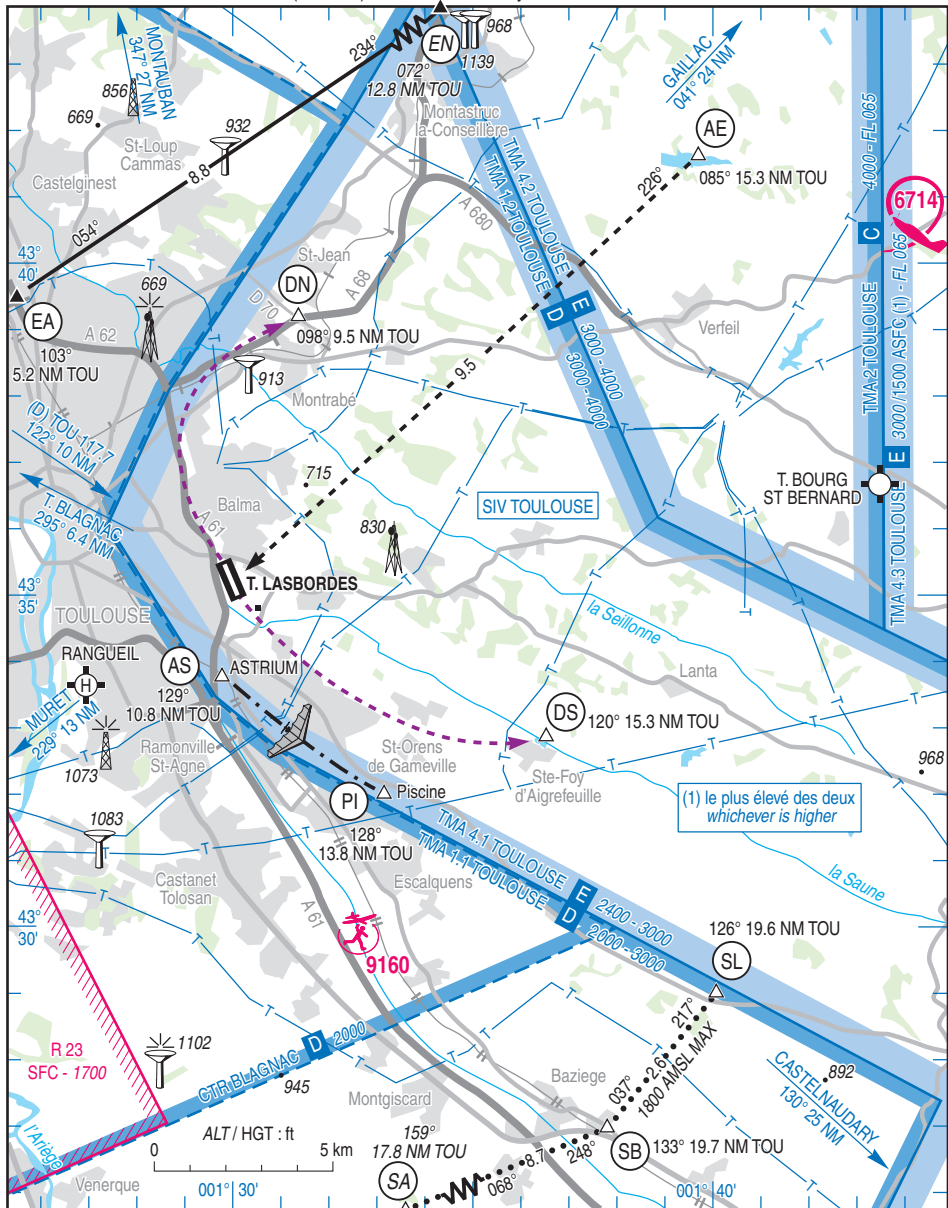 MONTAUBAN
347° 27 NM
234°
EN
968
1139
072°
12.8 NM TOU
Montastruc
la-Conseillère
GAILLAC
041° 24 NM
AE
085° 15.3 NM TOU
226°
4000 - FL 065
6714
856
669
932
St-Loup
Cammas
Castelginest
8.8
054°
TMA 4.2 TOULOUSE
TMA 1.2 TOULOUSE
A 680
C
43°
40'
669
St-Jean
DN
A 68
D 70
EA
A 62
103°
5.2 NM TOU
098° 9.5 NM TOU
E
D
3000 - 4000
3000 - 4000
Verfeil
TMA 2 TOULOUSE
3000/1500 ASFC (1) - FL 065
E
913
Montrabé
9.5
(D) TOU 117.7
122° 10 NM
T. BLAGNAC
295° 6.4 NM
715
Balma
A 61
830
SIV TOULOUSE
T. BOURG
ST BERNARD
TMA 4.3 TOULOUSE
T. LASBORDES
43°
35'
TOULOUSE
la Seillonne
RANGUEIL
H
AS
ASTRIUM
129°
10.8 NM TOU
Lanta
MURET
229° 13 NM
DS
120° 15.3 NM TOU
1073
Ramonville
St-Agne
St-Orens
de Gameville
Ste-Foy
d'Aigrefeuille
968
PI
Piscine
(1) le plus élevé des deux
whichever is higher
1083
128°
13.8 NM TOU
TMA 4.1 TOULOUSE
TMA 1.1 TOULOUSE
la Saune
Castanet
Tolosan
Escalquens
A 61
E
D
2400 - 3000
2000 - 3000
43°
30'
9160
126° 19.6 NM TOU
SL
R 23
SFC - 1700
1102
CTR BLAGNAC
D
2000
217°
2.6
037°
1800 AMSL MAX
945
Baziege
CASTELNAUDARY
130° 25 NM
892
Montgiscard
ALT / HGT : ft
0
5 km
159°
17.8 NM TOU
SA
068°
8.7
248°
SB
133° 19.7 NM TOU
l'Ariège
Venerque
001° 30'
001° 40'